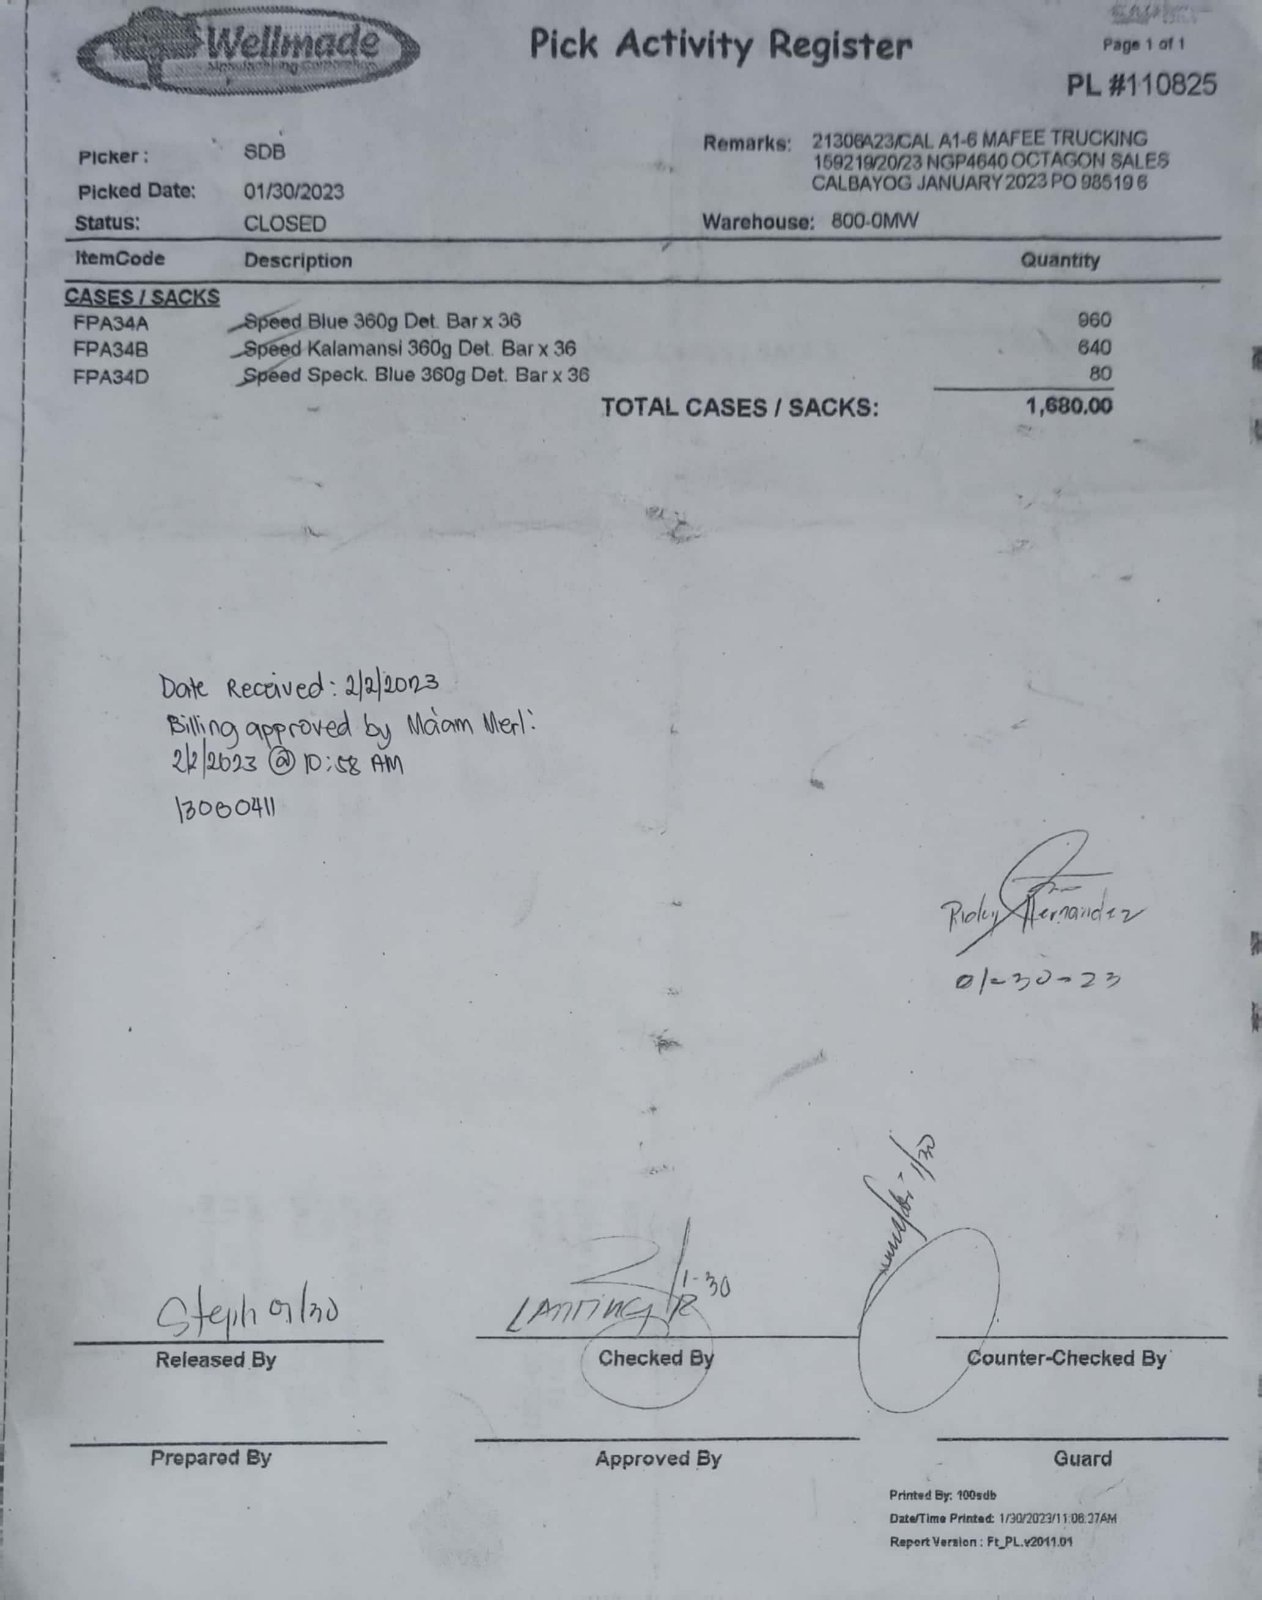 Wellmade
Manufacturing Corporation
Pick Activity Register
Page 1 of 1
PL #110825
Picker: SDB
Picked Date: 01/30/2023
Status: CLOSED
Remarks: 21306A23/CAL A1-6 MAFEE TRUCKING
159219/20/23 NGP4640 OCTAGON SALES
CALBAYOG JANUARY 2023 PO 98519 6
Warehouse: 800-0MW
ItemCode Description Quantity
CASES / SACKS
FPA34A Speed Blue 360g Det. Bar x 36 960
FPA34B Speed Kalamansi 360g Det. Bar x 36 640
FPA34D Speed Speck. Blue 360g Det. Bar x 36 80
TOTAL CASES / SACKS: 1,680.00
Date Received: 2/2/2023
Billing approved by Ma'am Merl:
2/2/2023 @ 10:58 AM
13000411
Ricky Hernandez
01-30-23
1/30
Steph 01/30
LANTING R 1-30
Released By
Checked By
Counter-Checked By
Prepared By
Approved By
Guard
Printed By: 100sdb
Date/Time Printed: 1/30/2023/11:06:37AM
Report Version : Ft_PL.v2011.01